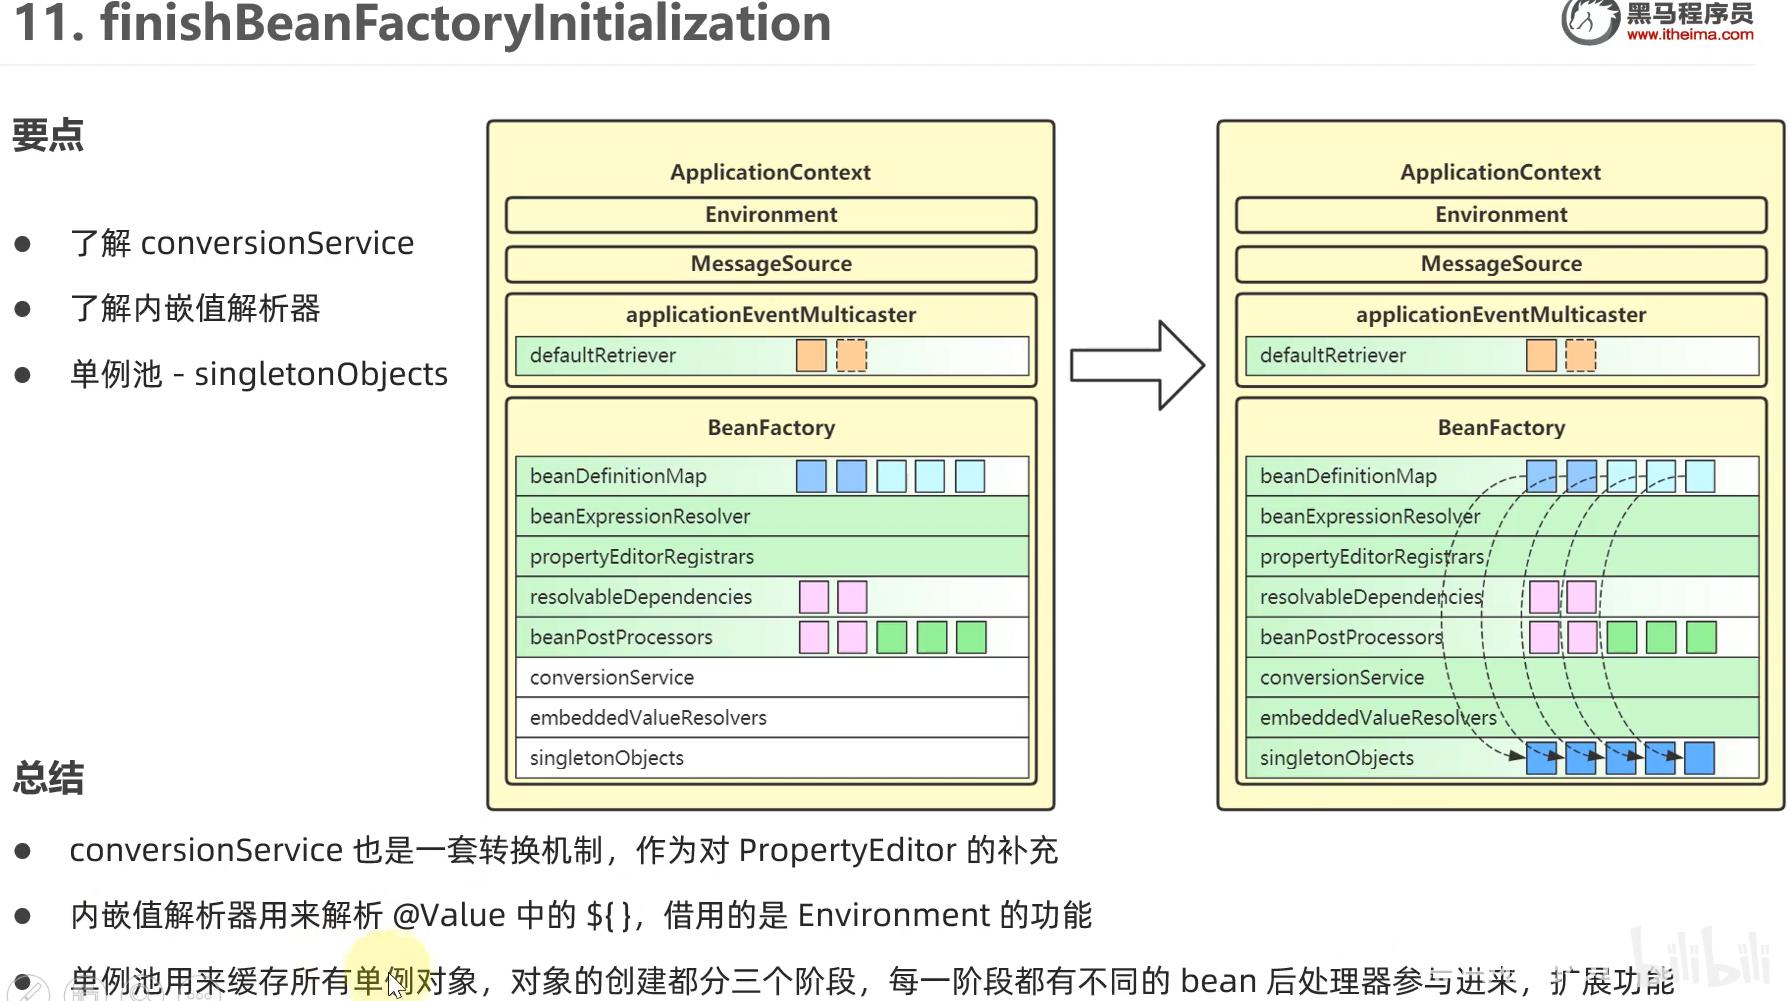 11. finishBeanFactoryInitialization
黑马程序员
www.itheima.com
要点
了解 conversionService
了解内嵌值解析器
单例池 - singletonObjects
ApplicationContext
Environment
MessageSource
applicationEventMulticaster
defaultRetriever
BeanFactory
beanDefinitionMap
beanExpressionResolver
propertyEditorRegistrars
resolvableDependencies
beanPostProcessors
conversionService
embeddedValueResolvers
singletonObjects
ApplicationContext
Environment
MessageSource
applicationEventMulticaster
defaultRetriever
BeanFactory
beanDefinitionMap
beanExpressionResolver
propertyEditorRegistrars
resolvableDependencies
beanPostProcessors
conversionService
embeddedValueResolvers
singletonObjects
总结
conversionService 也是一套转换机制，作为对 PropertyEditor 的补充
内嵌值解析器用来解析 @Value 中的 ${}，借用的是 Environment 的功能
单例池用来缓存所有单例对象，对象的创建都分三个阶段，每一阶段都有不同的 bean 后处理器参与进来，扩展功能
bilibili